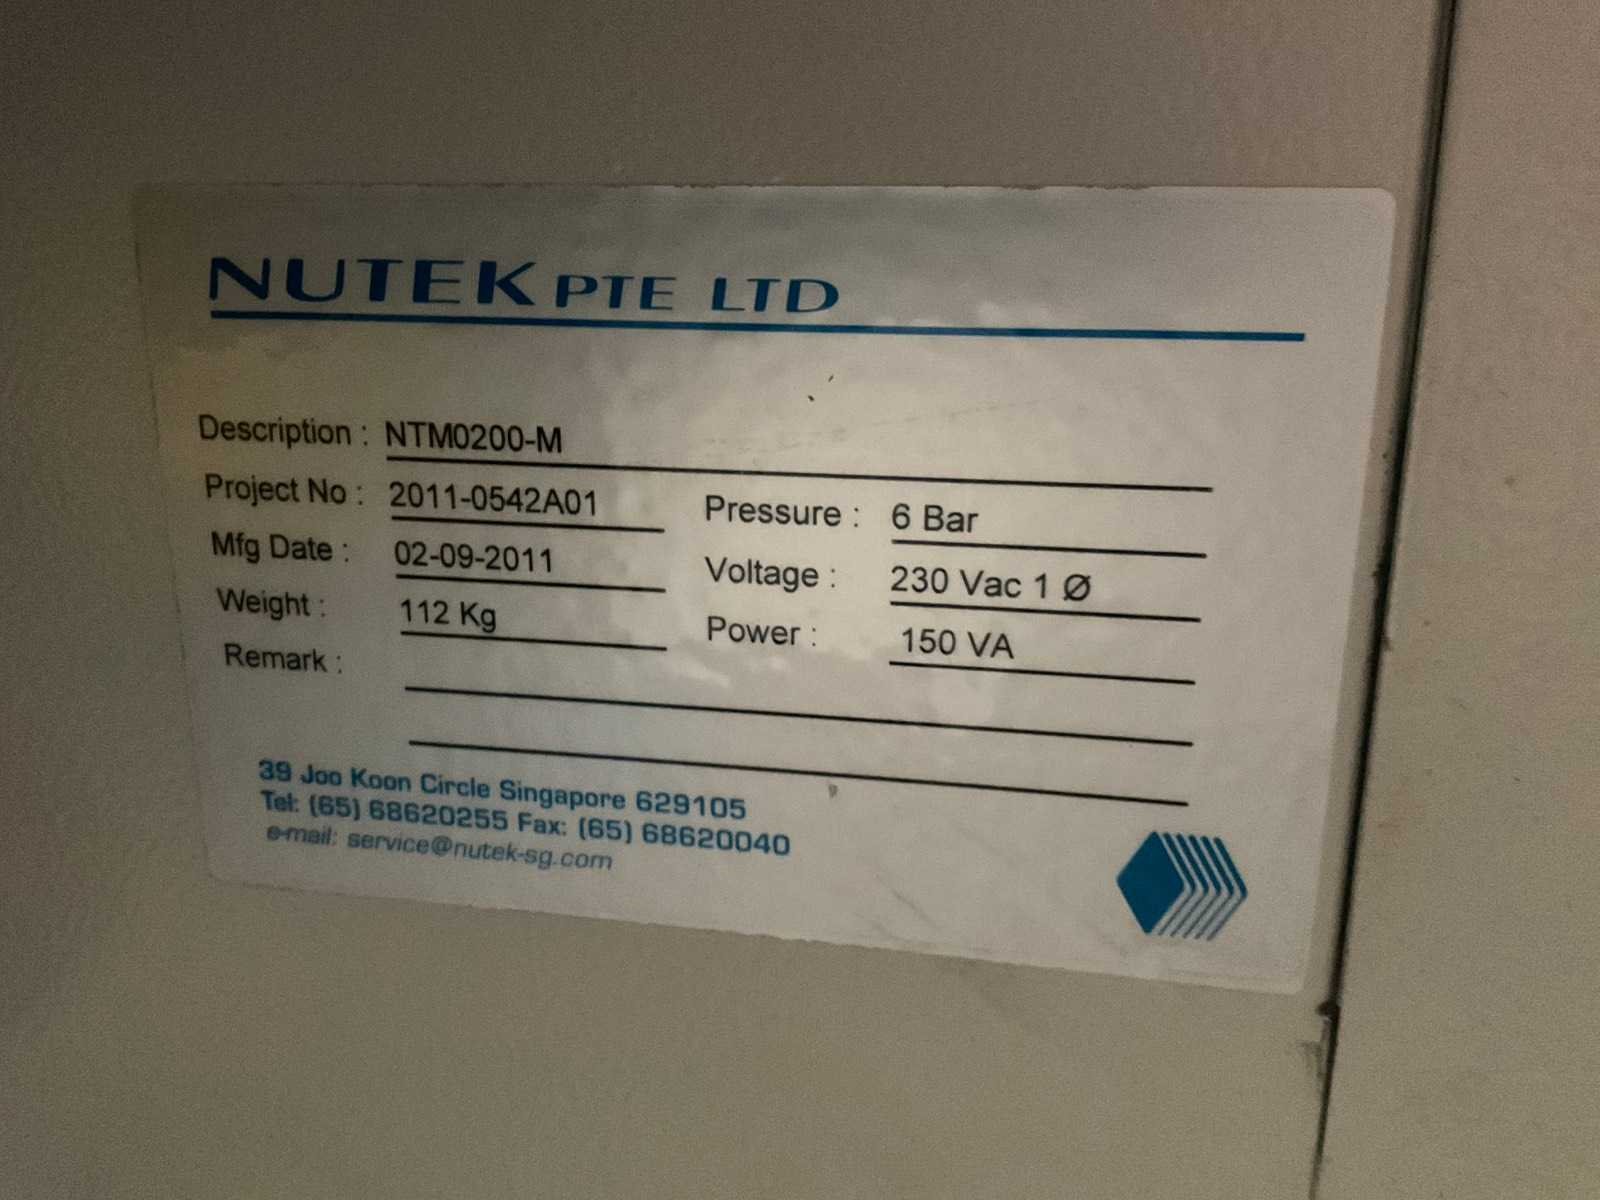 NUTEK PTE LTD
Description : NTM0200-M
Project No : 2011-0542A01 Pressure : 6 Bar
Mfg Date : 02-09-2011 Voltage : 230 Vac 1 Ø
Weight : 112 Kg Power : 150 VA
Remark :
39 Joo Koon Circle Singapore 629105
Tel: (65) 68620255 Fax: (65) 68620040
e-mail: service@nutek-sg.com